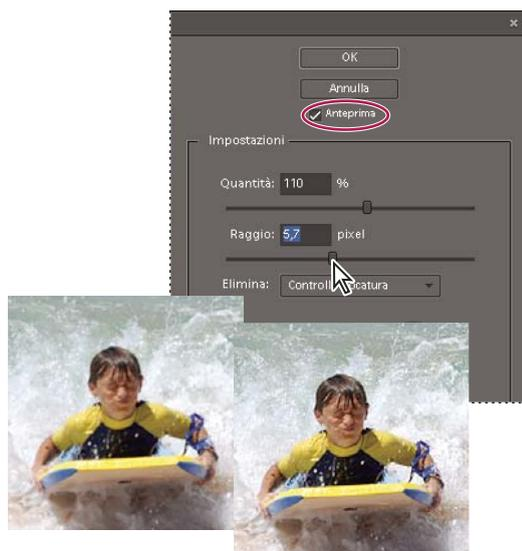 OK
Annulla
Anteprima
Impostazioni
Quantità: 110 %
Raggio: 5,7 pixel
Elimina: